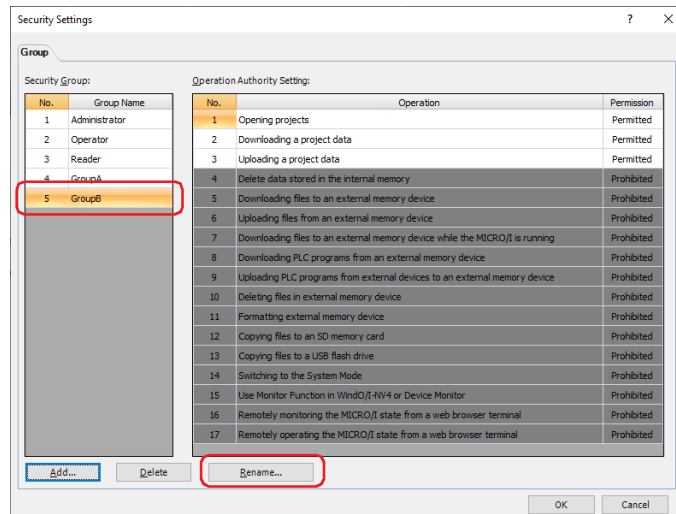 Security Settings ? ×
Group
Security Group:
No. Group Name
1 Administrator
2 Operator
3 Reader
4 GroupA
5 GroupB
Operation Authority Setting:
No. Operation Permission
1 Opening projects Permitted
2 Downloading a project data Permitted
3 Uploading a project data Permitted
4 Delete data stored in the internal memory Prohibited
5 Downloading files to an external memory device Prohibited
6 Uploading files from an external memory device Prohibited
7 Downloading files to an external memory device while the MICRO/I is running Prohibited
8 Downloading PLC programs from an external memory device Prohibited
9 Uploading PLC programs from external devices to an external memory device Prohibited
10 Deleting files in external memory device Prohibited
11 Formatting external memory device Prohibited
12 Copying files to an SD memory card Prohibited
13 Copying files to a USB flash drive Prohibited
14 Switching to the System Mode Prohibited
15 Use Monitor Function in WindO/I-NV4 or Device Monitor Prohibited
16 Remotely monitoring the MICRO/I state from a web browser terminal Prohibited
17 Remotely operating the MICRO/I state from a web browser terminal Prohibited
Add... Delete Rename...
OK Cancel